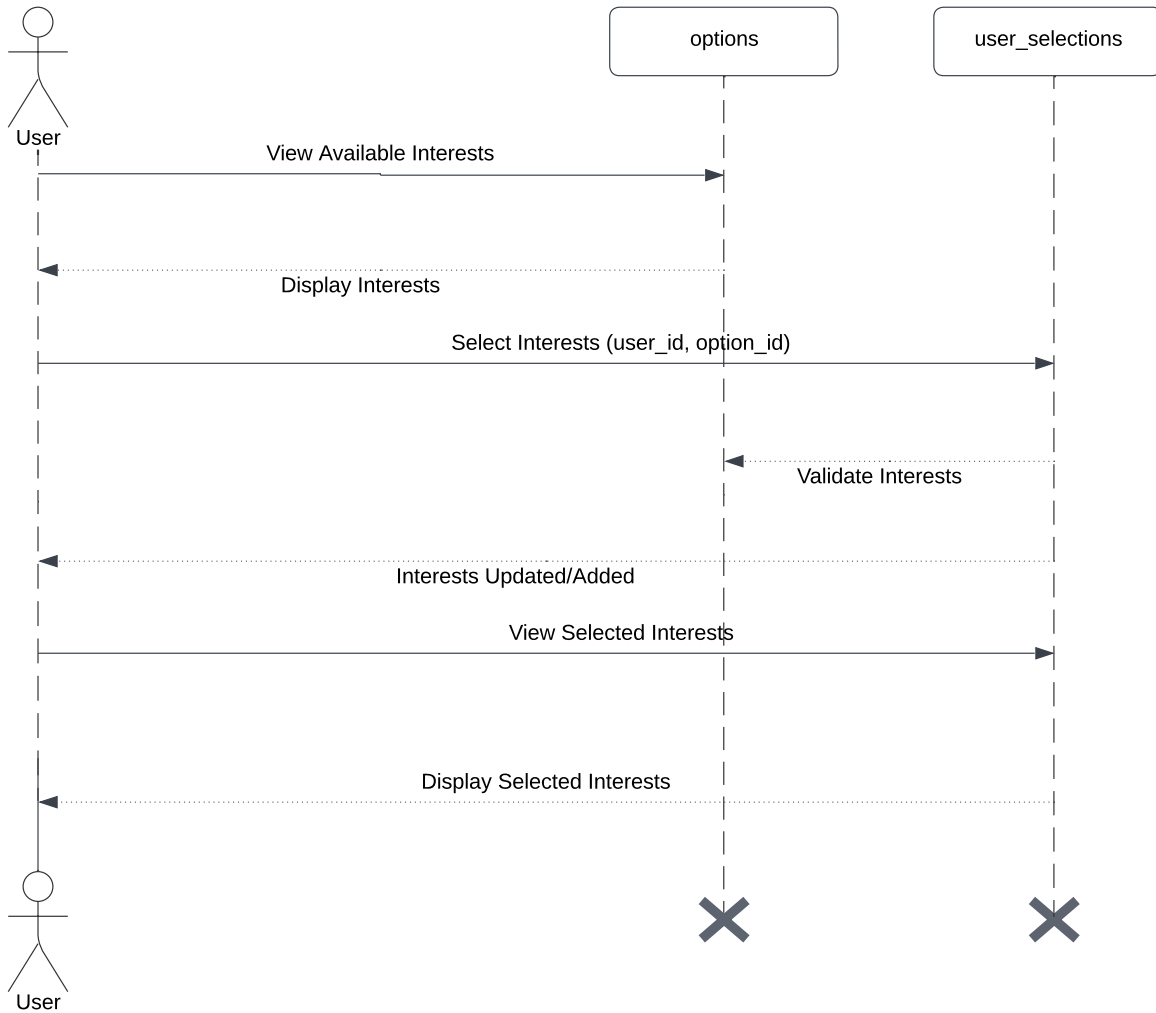 options
user_selections
User
View Available Interests
Display Interests
Select Interests (user_id, option_id)
Validate Interests
Interests Updated/Added
View Selected Interests
Display Selected Interests
User